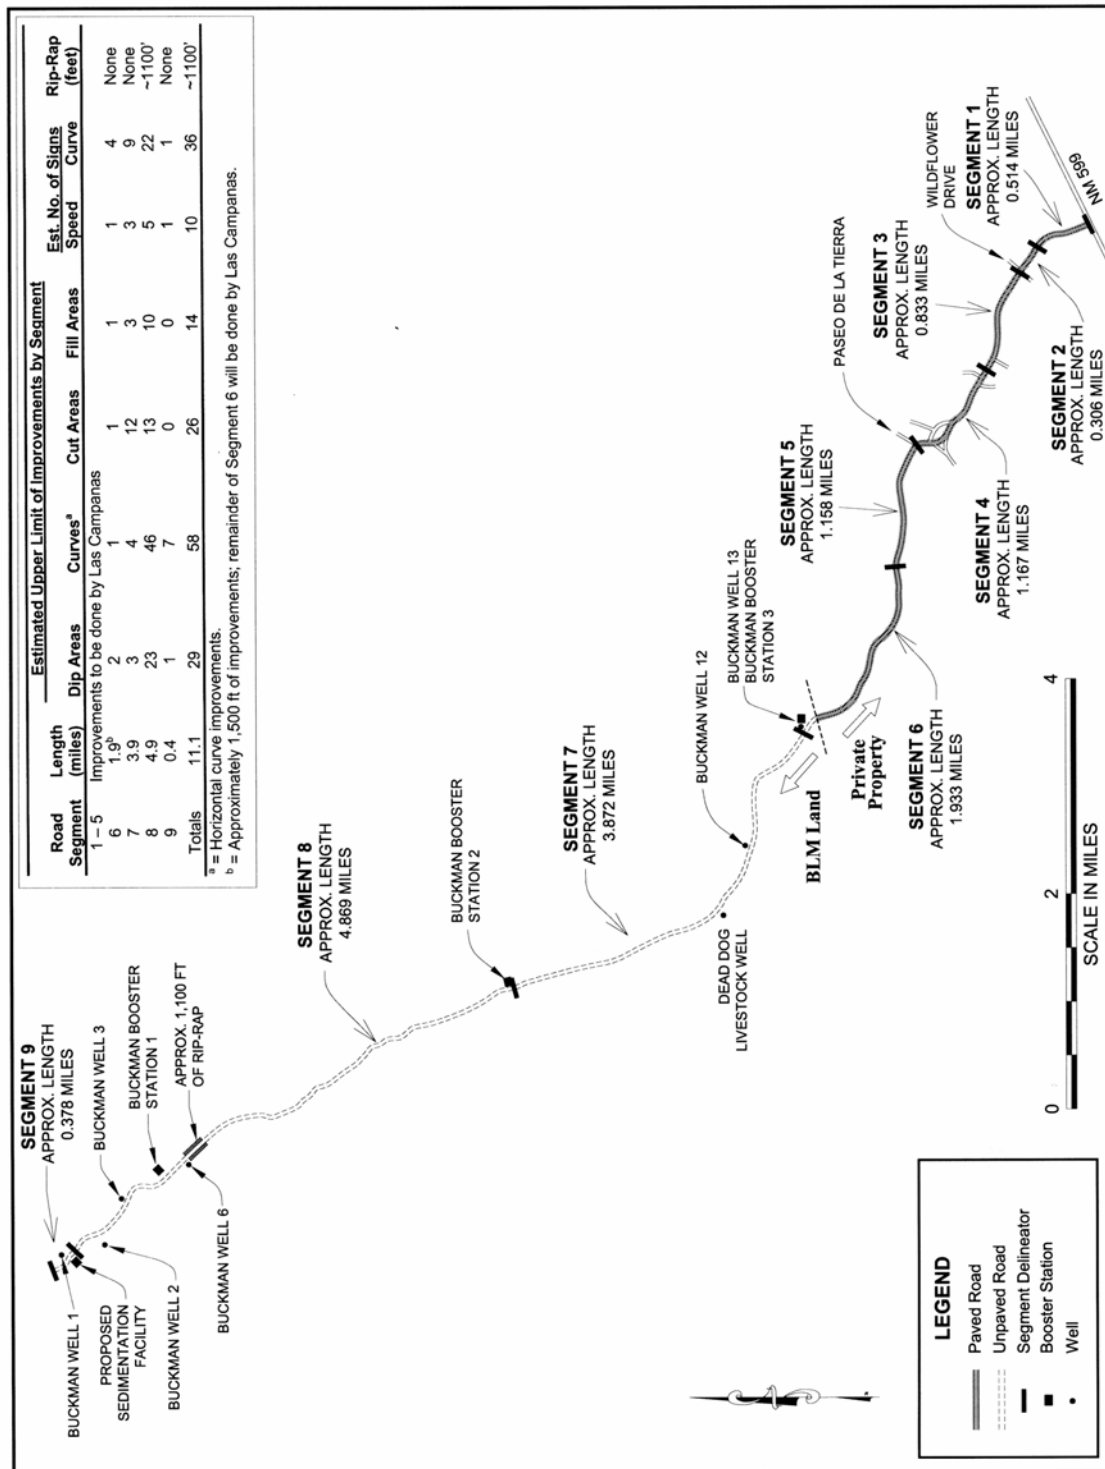 Estimated Upper Limit of Improvements by Segment
Road Segment Length (miles) Dip Areas Curvesᵃ Cut Areas Fill Areas Est. No. of Signs Speed Curve Rip-Rap (feet)
1 – 5 Improvements to be done by Las Campanas
6 1.9ᵇ 2 1 1 1 1 4 None
7 3.9 3 4 12 3 3 9 None
8 4.9 23 46 13 10 5 22 ~1100'
9 0.4 1 7 0 0 1 1 None
Totals 11.1 29 58 26 14 10 36 ~1100'
ᵃ = Horizontal curve improvements.
ᵇ = Approximately 1,500 ft of improvements; remainder of Segment 6 will be done by Las Campanas.
SEGMENT 9
APPROX. LENGTH
0.378 MILES
BUCKMAN WELL 3
BUCKMAN BOOSTER
STATION 1
APPROX. 1,100 FT
OF RIP-RAP
BUCKMAN WELL 1
PROPOSED
SEDIMENTATION
FACILITY
BUCKMAN WELL 2
BUCKMAN WELL 6
SEGMENT 8
APPROX. LENGTH
4.869 MILES
BUCKMAN BOOSTER
STATION 2
SEGMENT 7
APPROX. LENGTH
3.872 MILES
DEAD DOG
LIVESTOCK WELL
BUCKMAN WELL 12
BUCKMAN WELL 13
BUCKMAN BOOSTER
STATION 3
BLM Land
Private
Property
SEGMENT 6
APPROX. LENGTH
1.933 MILES
SEGMENT 5
APPROX. LENGTH
1.158 MILES
PASEO DE LA TIERRA
SEGMENT 4
APPROX. LENGTH
1.167 MILES
SEGMENT 3
APPROX. LENGTH
0.833 MILES
WILDFLOWER
DRIVE
SEGMENT 2
APPROX. LENGTH
0.306 MILES
SEGMENT 1
APPROX. LENGTH
0.514 MILES
NM 599
LEGEND
Paved Road
Unpaved Road
Segment Delineator
Booster Station
Well
0 2 4
SCALE IN MILES